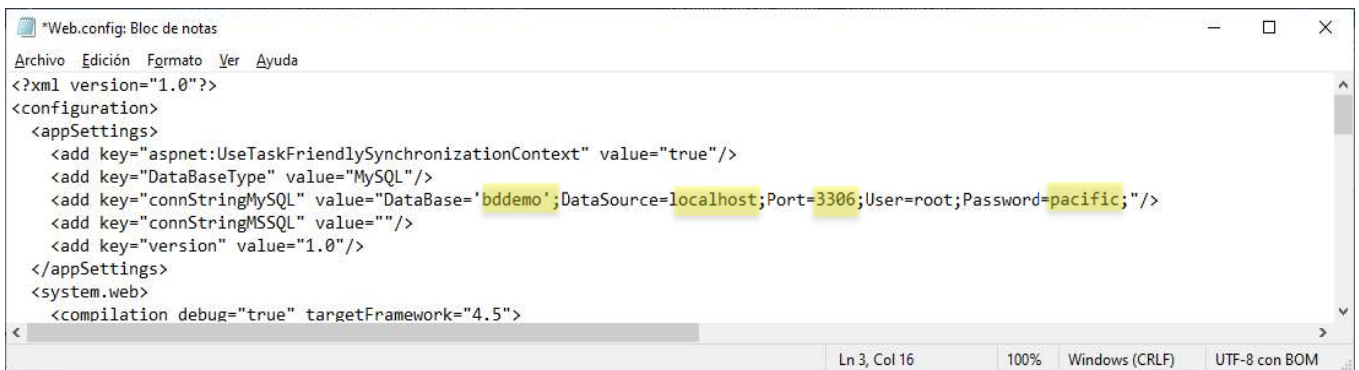 *Web.config: Bloc de notas
Archivo Edición Formato Ver Ayuda
<?xml version="1.0"?>
<configuration>
  <appSettings>
    <add key="aspnet:UseTaskFriendlySynchronizationContext" value="true"/>
    <add key="DataBaseType" value="MySQL"/>
    <add key="connStringMySQL" value="DataBase='bddemo';DataSource=localhost;Port=3306;User=root;Password=pacific;"/>
    <add key="connStringMSSQL" value=""/>
    <add key="version" value="1.0"/>
  </appSettings>
  <system.web>
    <compilation debug="true" targetFramework="4.5">
Ln 3, Col 16 100% Windows (CRLF) UTF-8 con BOM